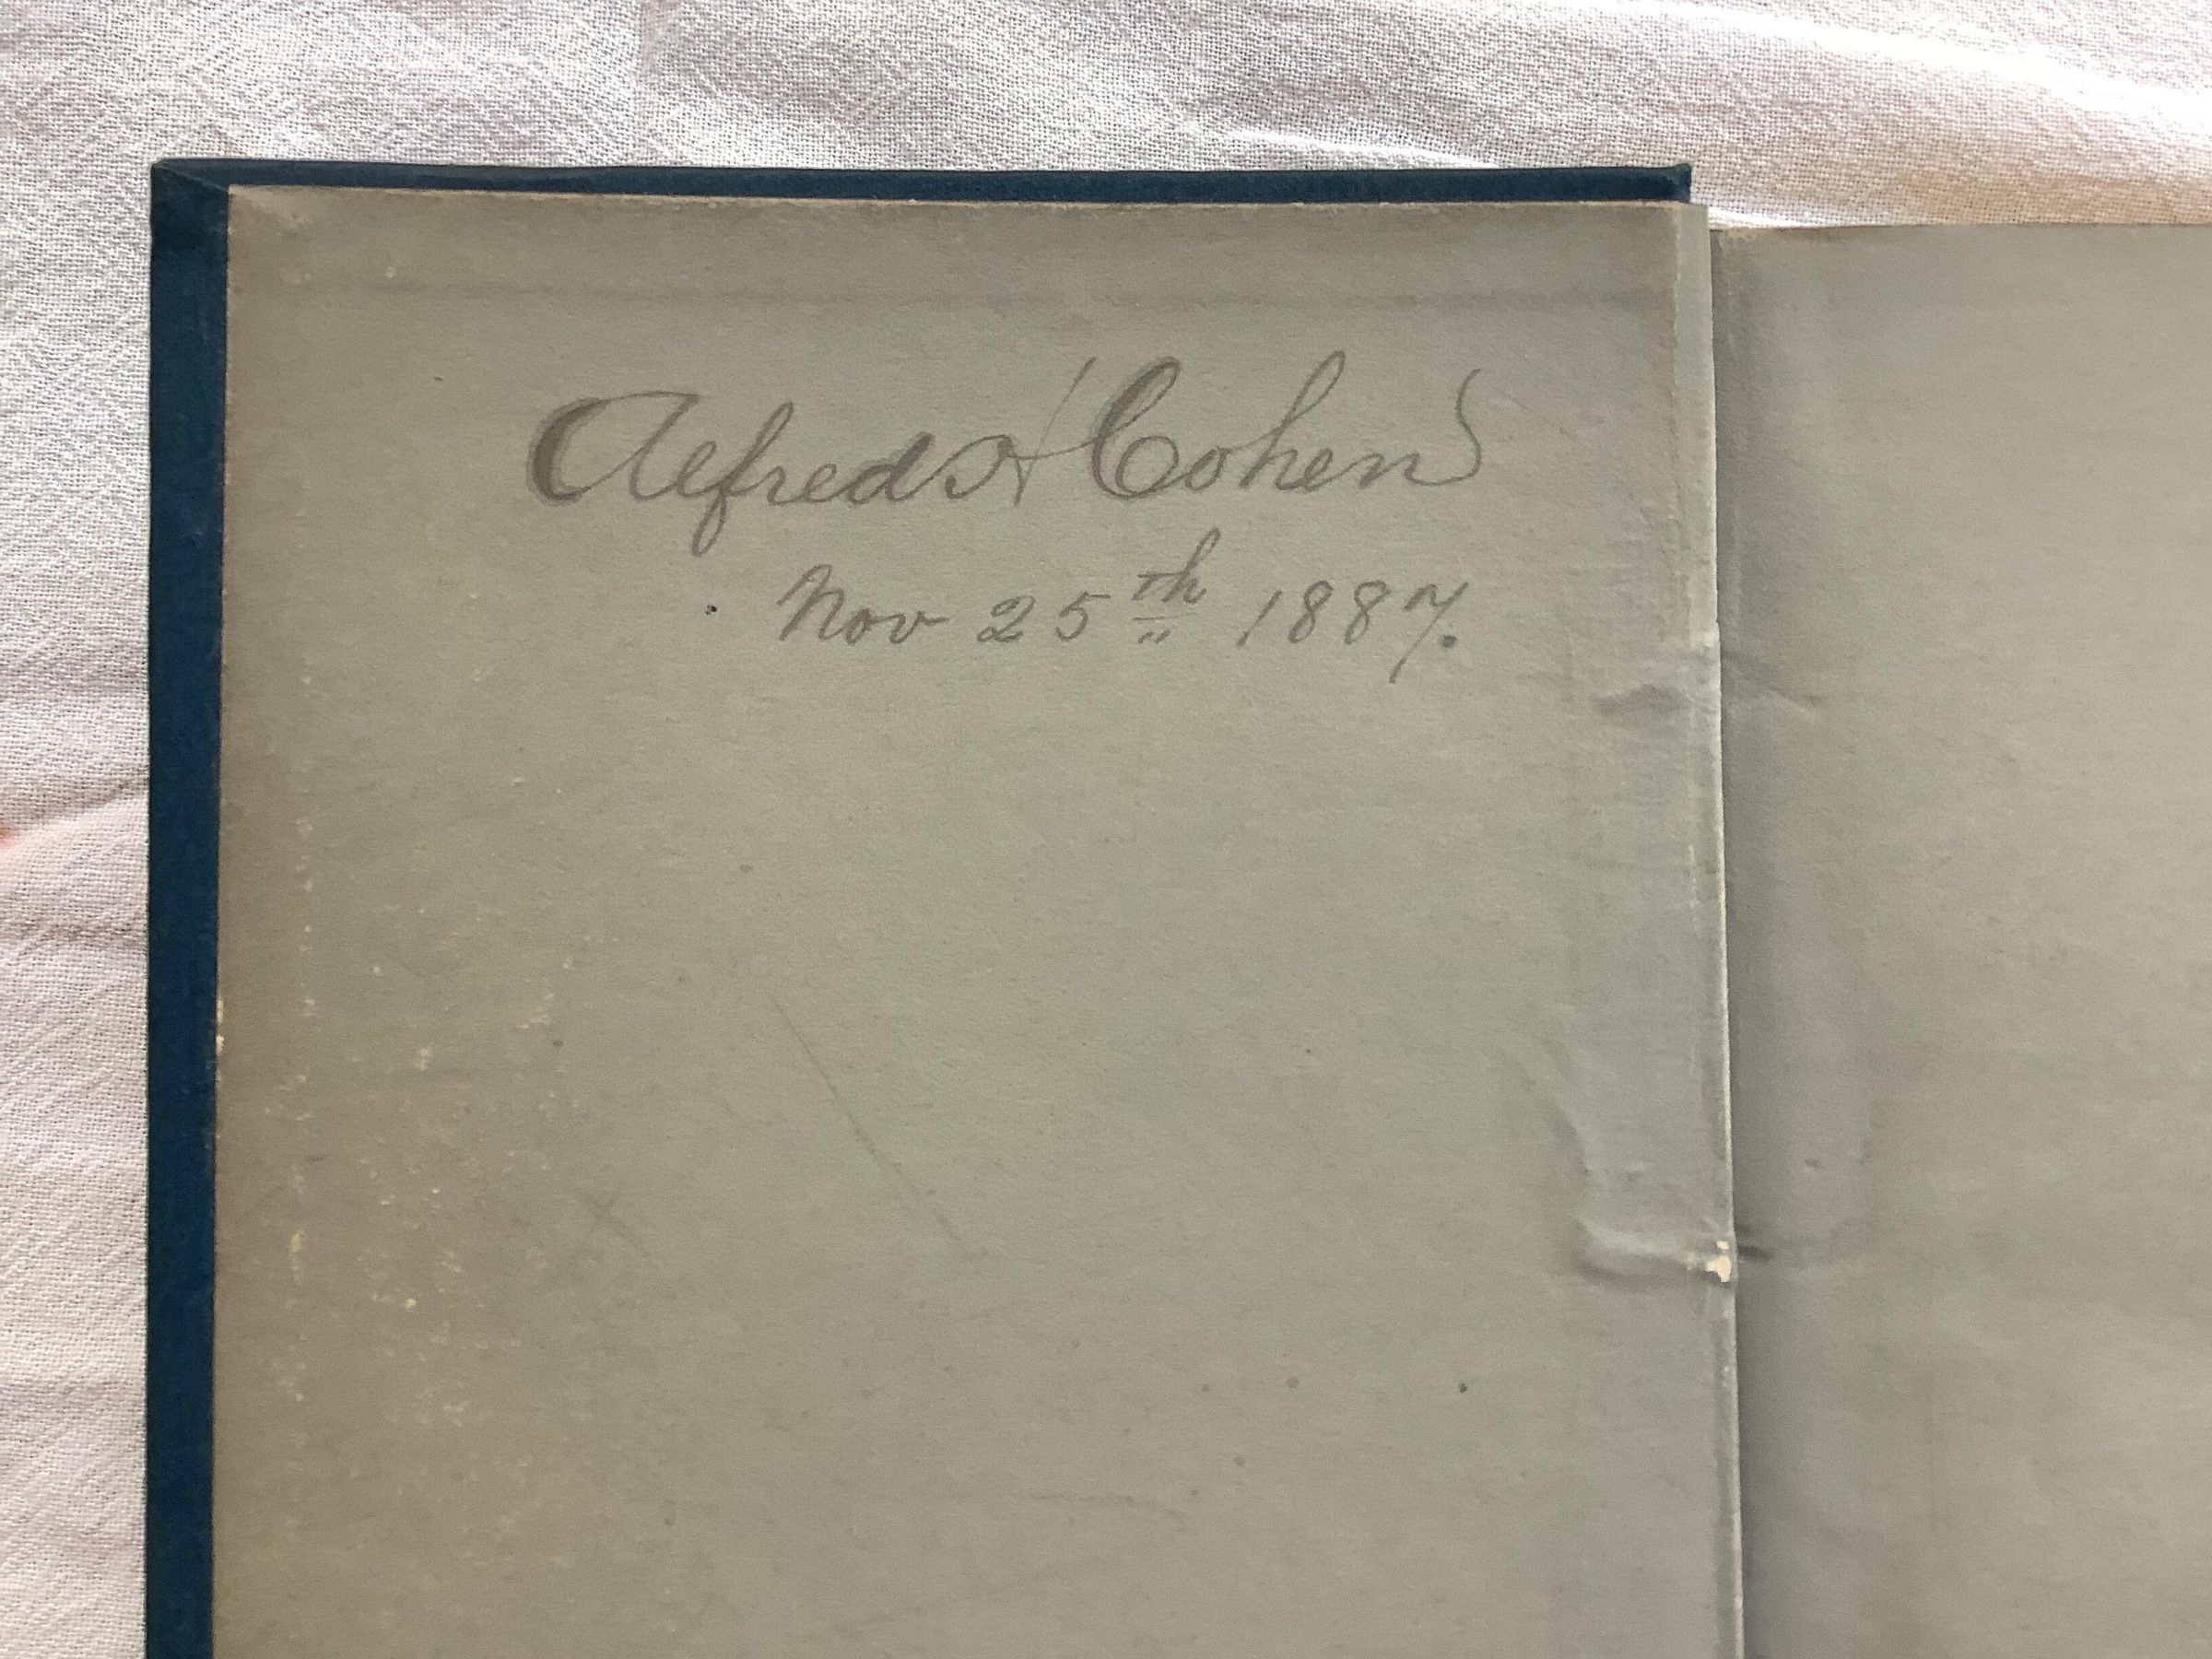 Alfred H Cohen
Nov 25th 1887.